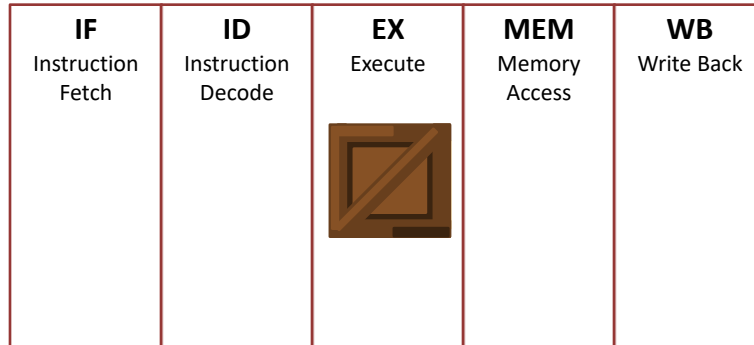 IF
Instruction
Fetch
ID
Instruction
Decode
EX
Execute
MEM
Memory
Access
WB
Write Back